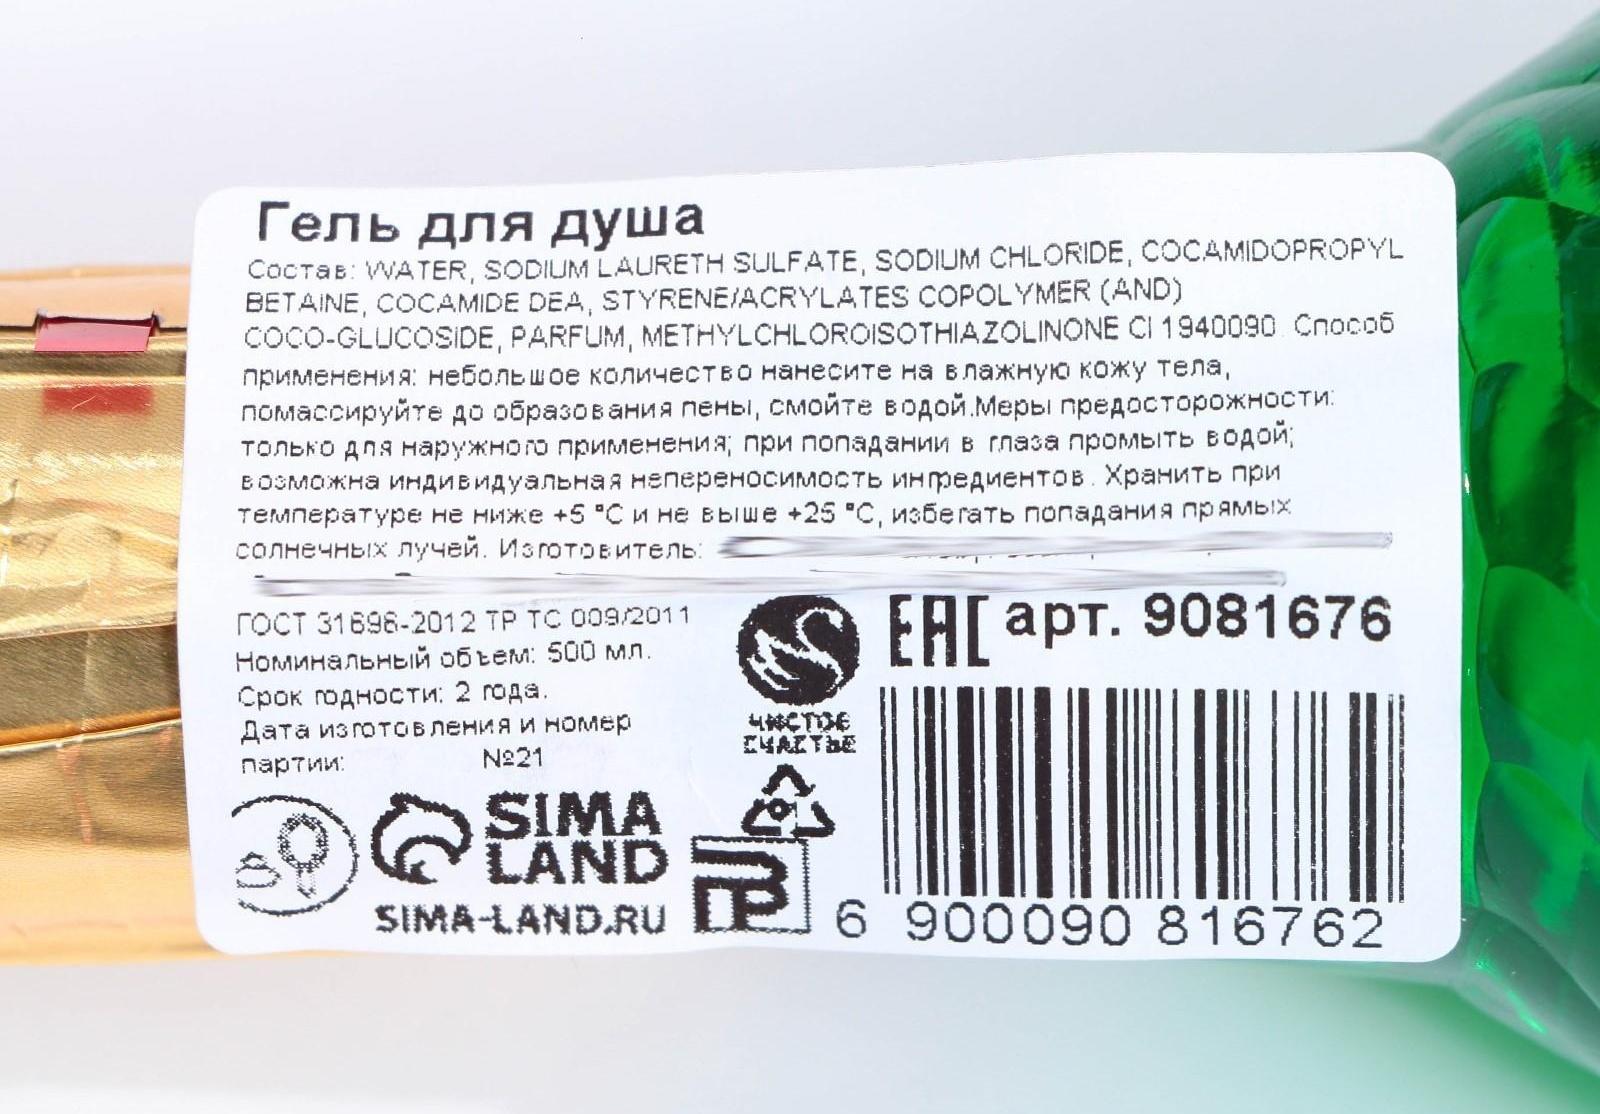 Гель для душа
Состав: WATER, SODIUM LAURETH SULFATE, SODIUM CHLORIDE, COCAMIDOPROPYL
BETAINE, COCAMIDE DEA, STYRENE/ACRYLATES COPOLYMER (AND)
COCO-GLUCOSIDE, PARFUM, METHYLCHLOROISOTHIAZOLINONE CI 1940090. Способ
применения: небольшое количество нанесите на влажную кожу тела,
помассируйте до образования пены, смойте водой.Меры предосторожности:
только для наружного применения; при попадании в глаза промыть водой;
возможна индивидуальная непереносимость ингредиентов. Хранить при
температуре не ниже +5 °C и не выше +25 °C, избегать попадания прямых
солнечных лучей. Изготовитель:
ГОСТ 31696-2012 ТР ТС 009/2011
Номинальный объем: 500 мл.
Срок годности: 2 года.
Дата изготовления и номер
партии: №21
SIMA
LAND
SIMA-LAND.RU
ЧИСТОЕ
СЧАСТЬЕ
EAC арт. 9081676
6 900090 816762